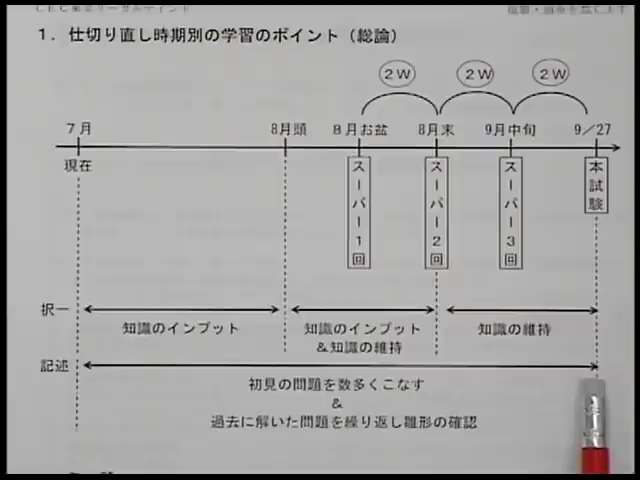 1．仕切り直し時期別の学習のポイント（総論）
2W 2W 2W
7月 8月頭 8月お盆 8月末 9月中旬 9／27
現在
スーパー1回
スーパー2回
スーパー3回
本試験
択一
知識のインプット
知識のインプット
＆知識の維持
知識の維持
記述
初見の問題を数多くこなす
＆
過去に解いた問題を繰り返し雛形の確認